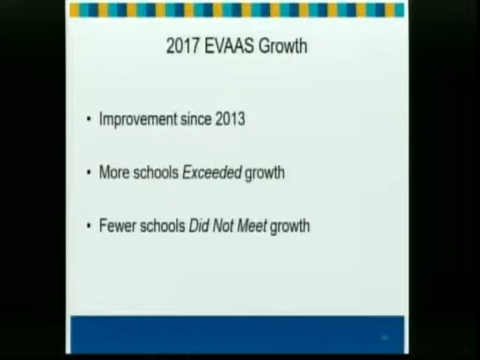 2017 EVAAS Growth
• Improvement since 2013
• More schools Exceeded growth
• Fewer schools Did Not Meet growth